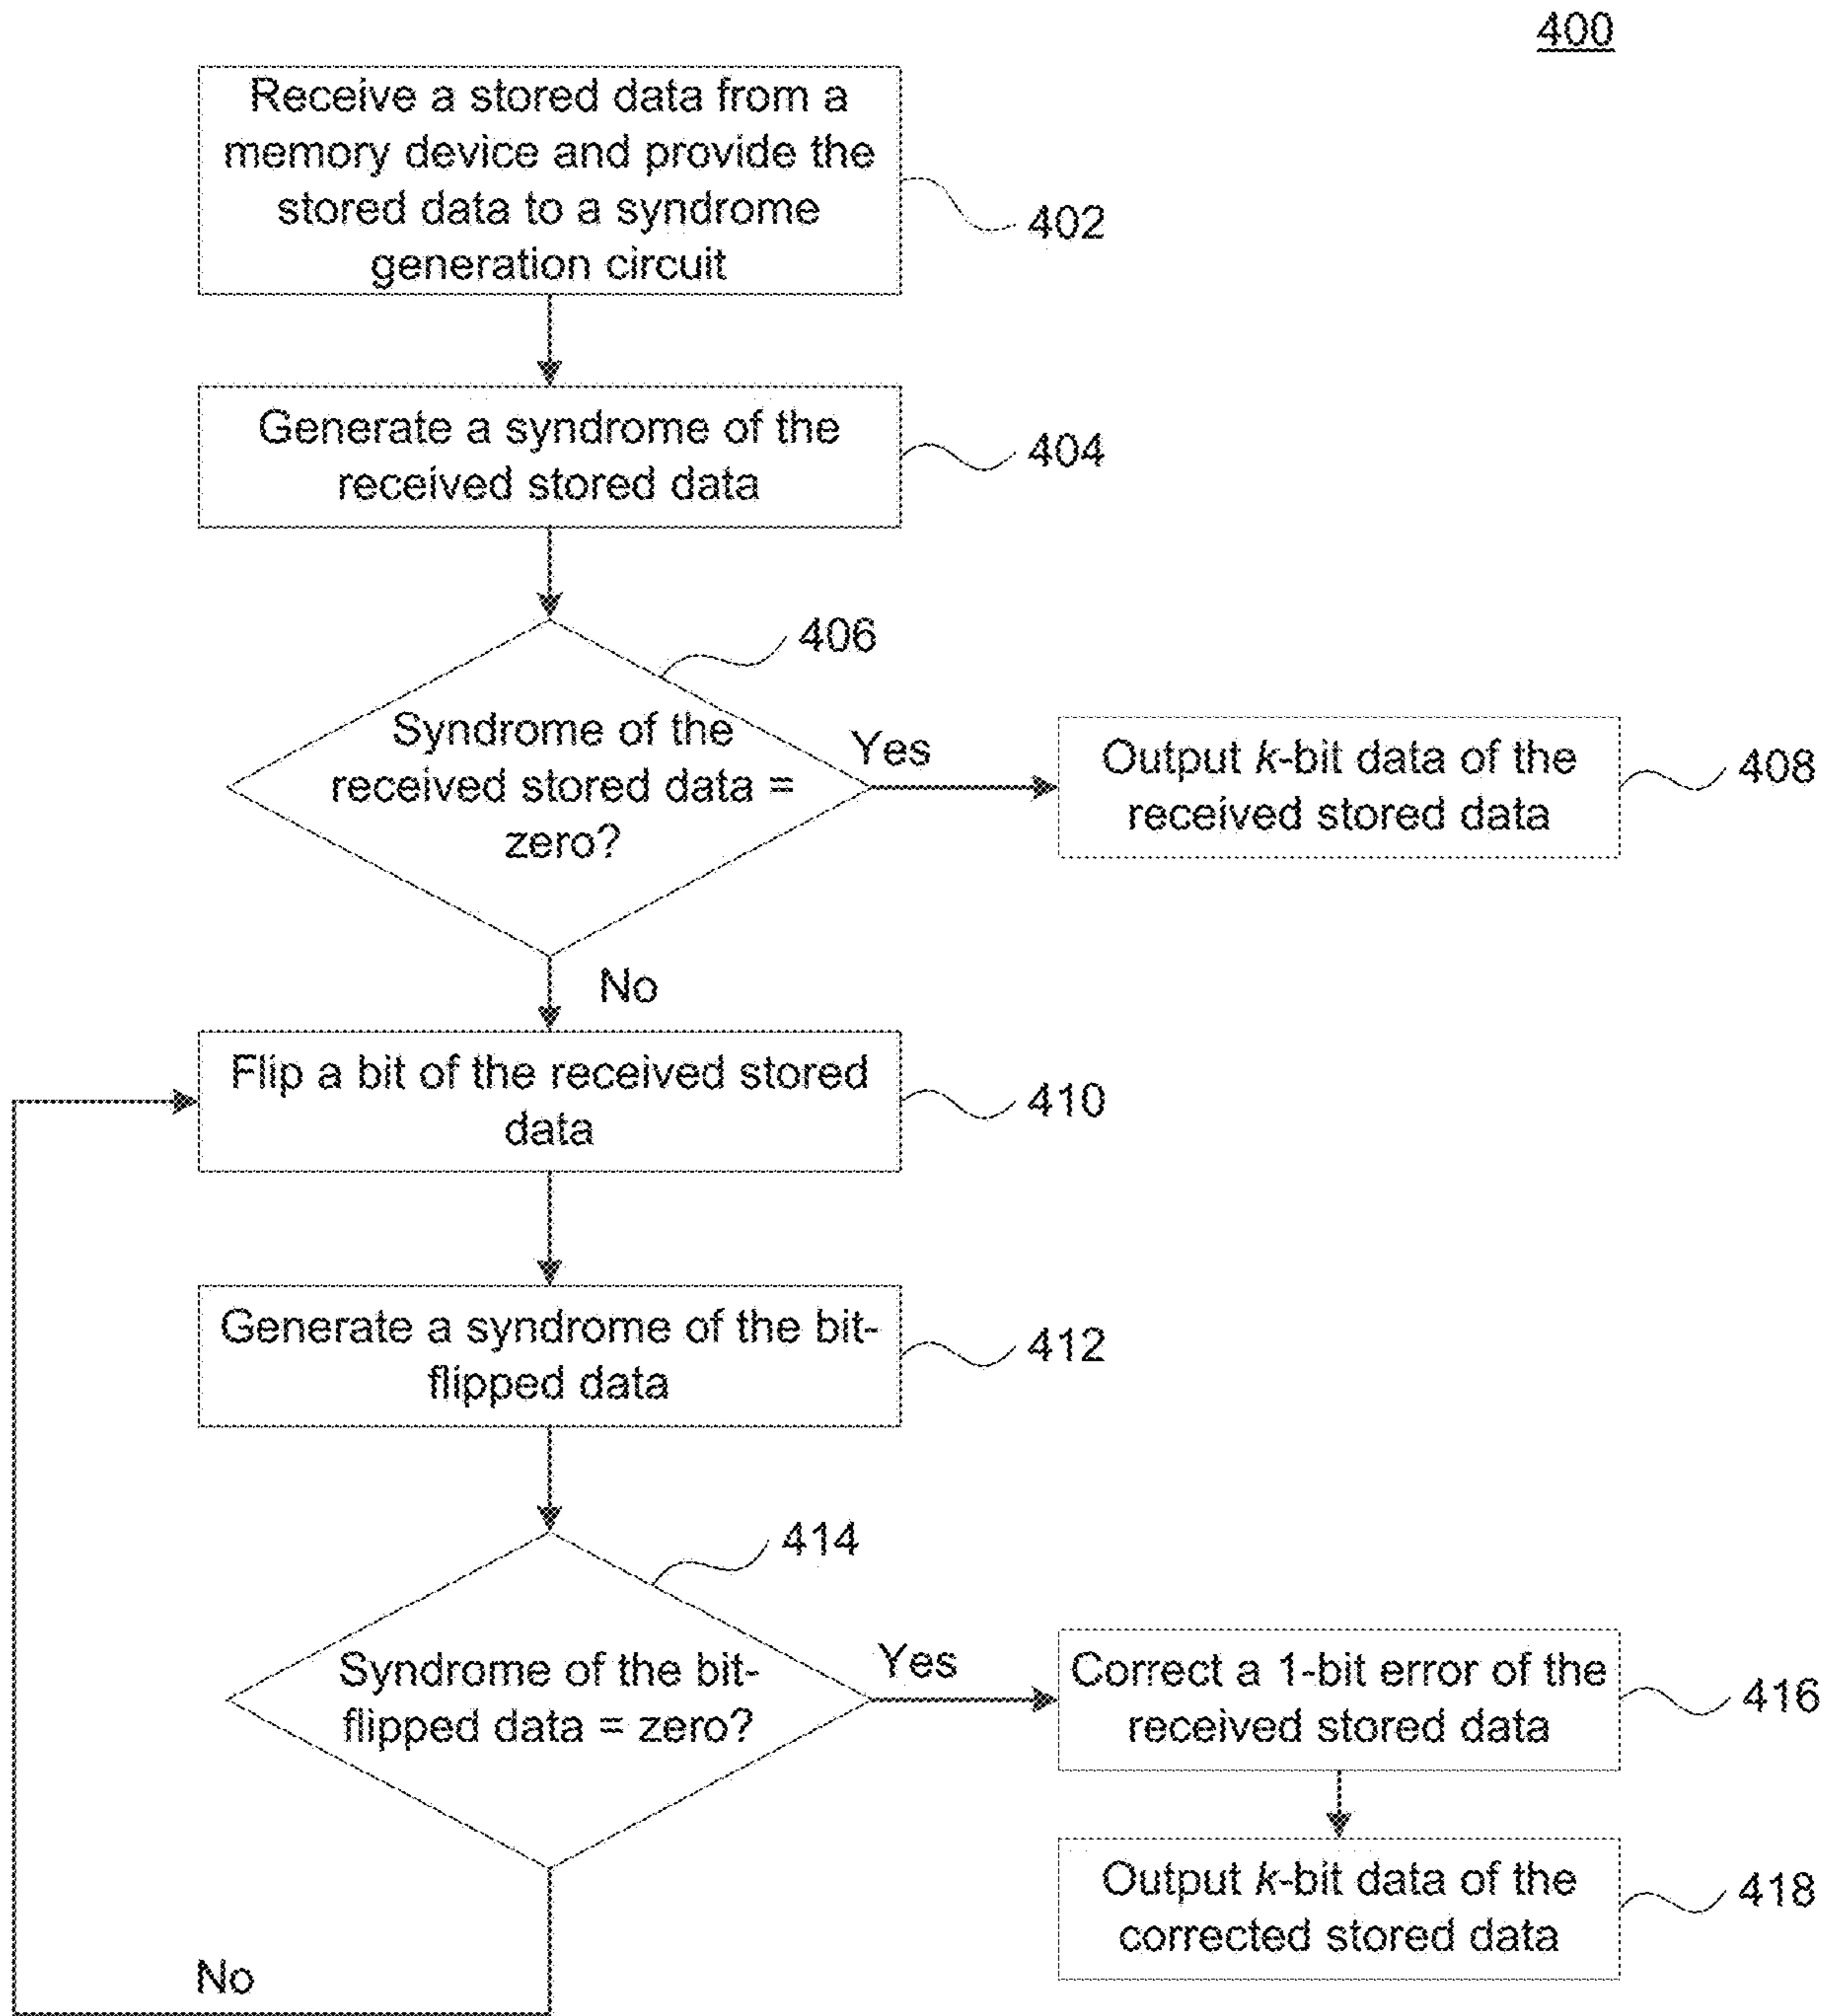 400
Receive a stored data from a
memory device and provide the
stored data to a syndrome
generation circuit
402
Generate a syndrome of the
received stored data
404
406
Syndrome of the
received stored data =
zero?
Yes
Output k-bit data of the
received stored data
408
No
Flip a bit of the received stored
data
410
Generate a syndrome of the bit-
flipped data
412
414
Syndrome of the bit-
flipped data = zero?
Yes
Correct a 1-bit error of the
received stored data
416
Output k-bit data of the
corrected stored data
418
No